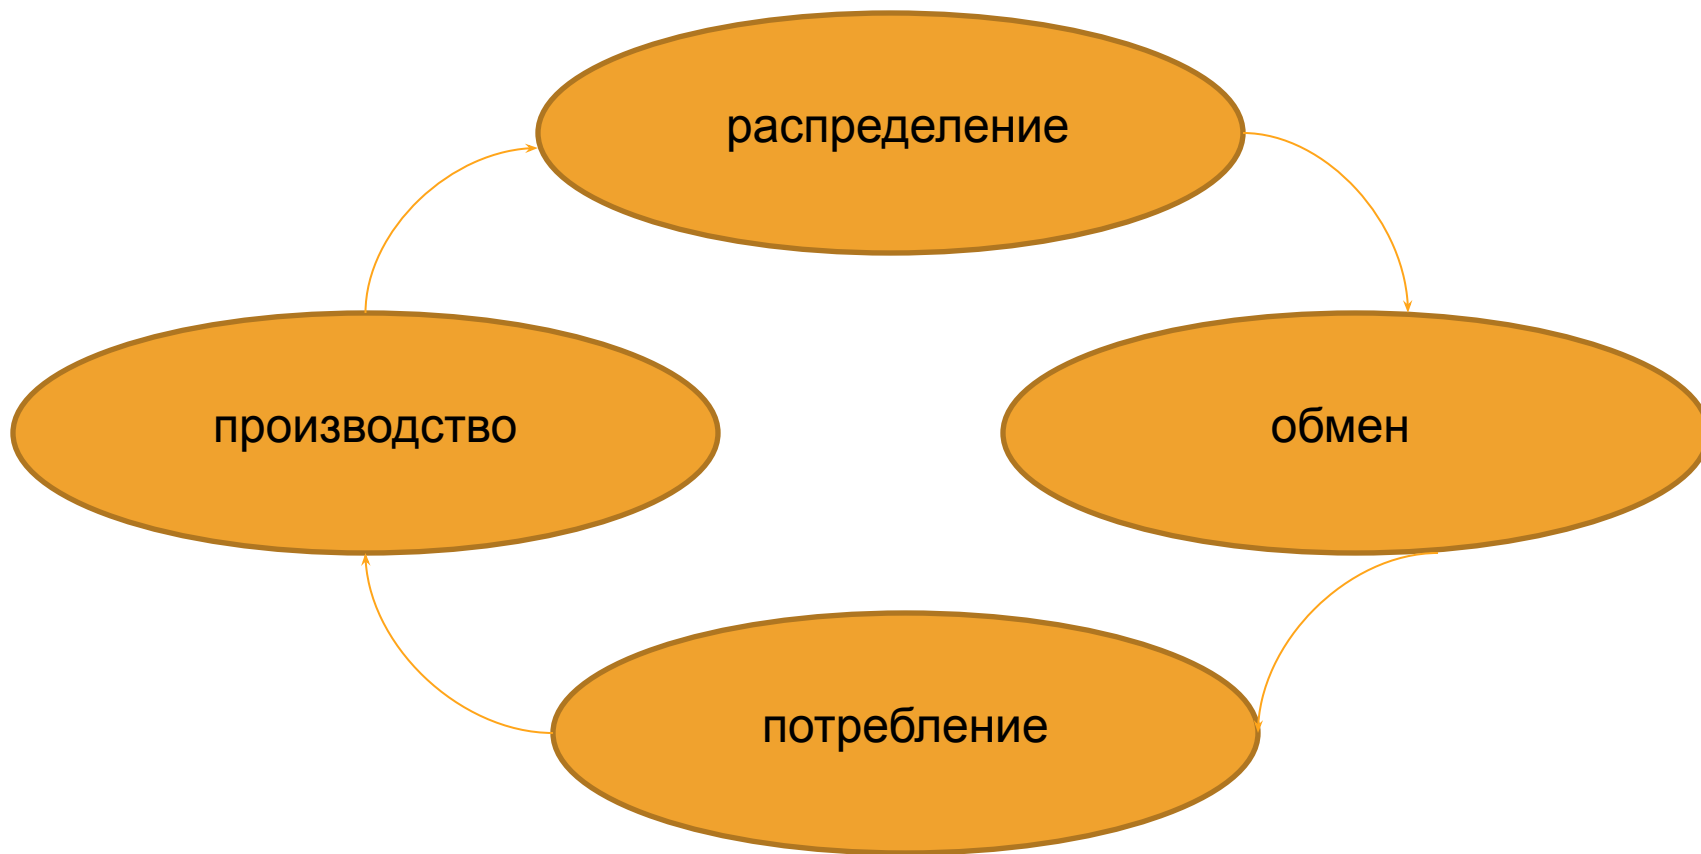 распределение
производство
обмен
потребление